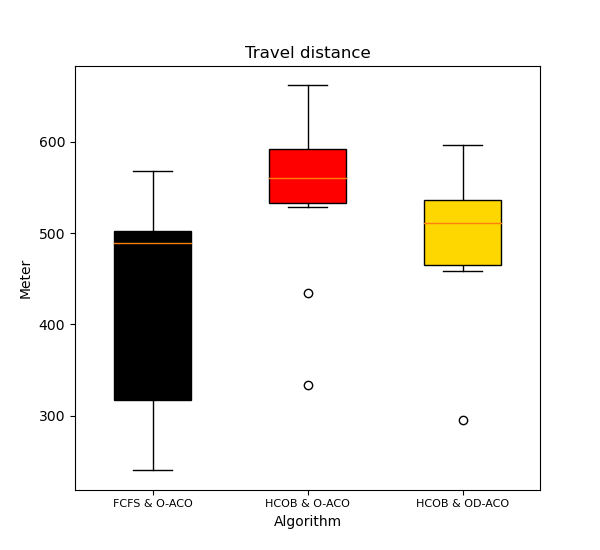 Travel distance
600
500
400
300
Meter
FCFS & O-ACO
HCOB & O-ACO
HCOB & OD-ACO
Algorithm